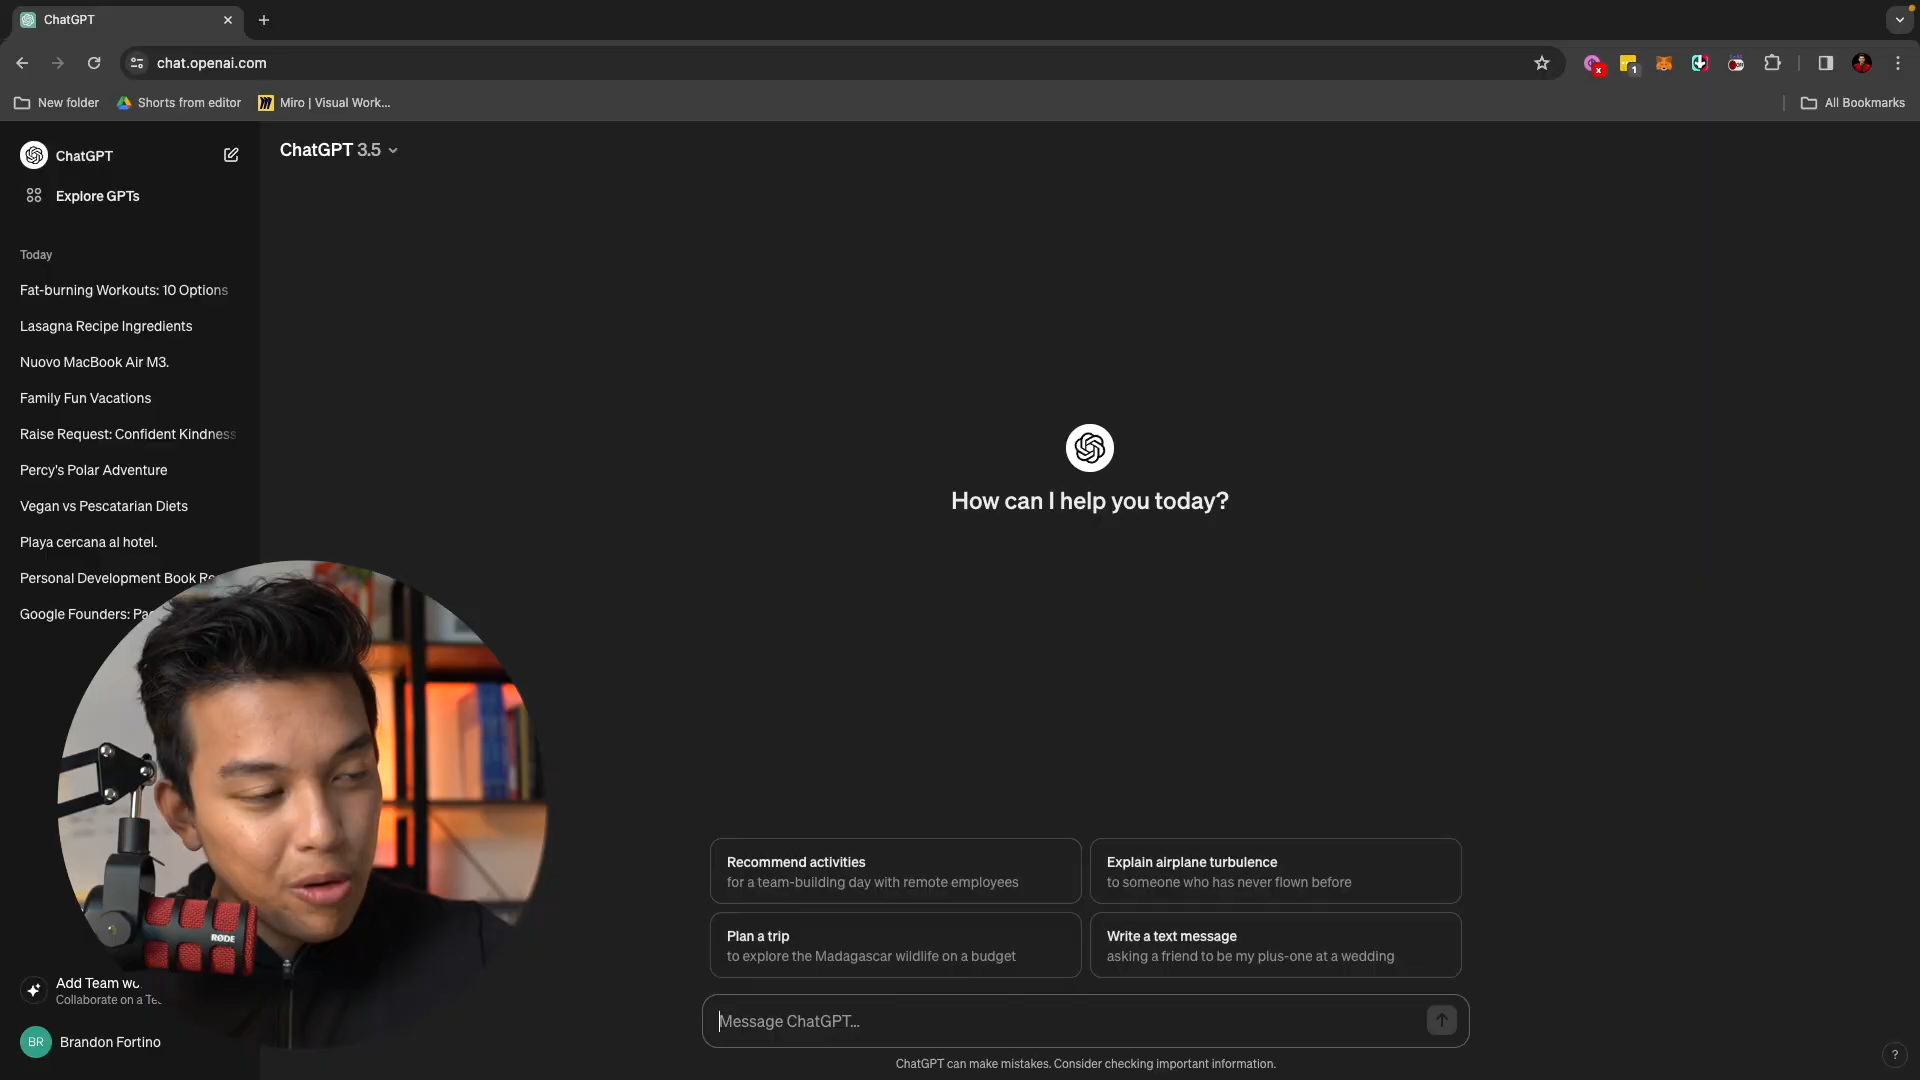 ChatGPT
chat.openai.com
1
New folder
Shorts from editor
Miro | Visual Work...
All Bookmarks
ChatGPT
Explore GPTs
Today
Fat-burning Workouts: 10 Options
Lasagna Recipe Ingredients
Nuovo MacBook Air M3.
Family Fun Vacations
Raise Request: Confident Kindness
Percy's Polar Adventure
Vegan vs Pescatarian Diets
Playa cercana al hotel.
Personal Development Book
Google Founders:
RØDE
Add Team
Collaborate on a
BR
Brandon Fortino
ChatGPT 3.5
How can I help you today?
Recommend activities
for a team-building day with remote employees
Explain airplane turbulence
to someone who has never flown before
Plan a trip
to explore the Madagascar wildlife on a budget
Write a text message
asking a friend to be my plus-one at a wedding
Message ChatGPT...
ChatGPT can make mistakes. Consider checking important information.
?